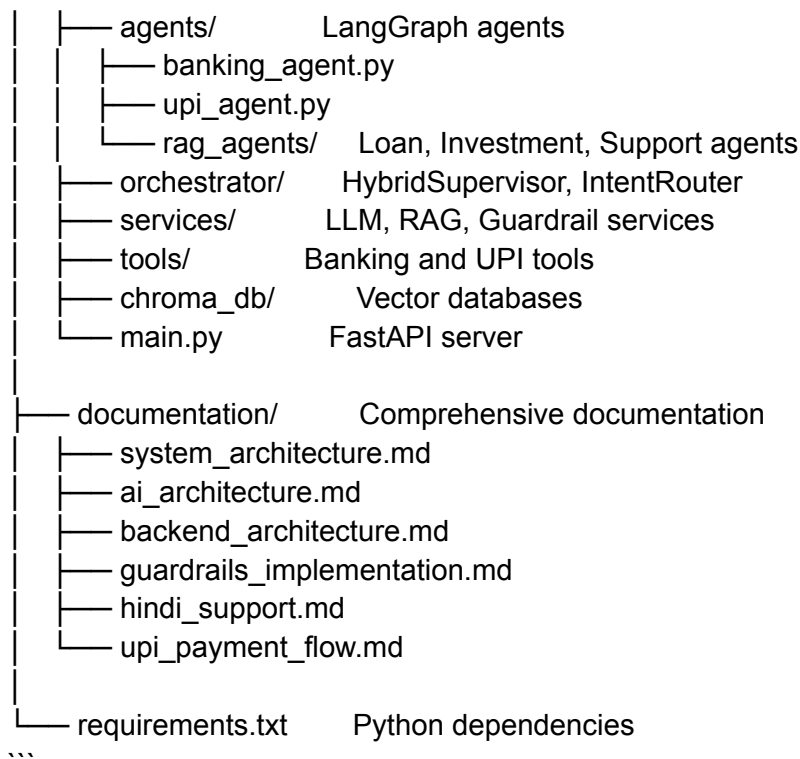 │   ├── agents/              LangGraph agents
│   │   ├── banking_agent.py
│   │   ├── upi_agent.py
│   │   └── rag_agents/     Loan, Investment, Support agents
│   ├── orchestrator/       HybridSupervisor, IntentRouter
│   ├── services/           LLM, RAG, Guardrail services
│   ├── tools/              Banking and UPI tools
│   ├── chroma_db/          Vector databases
│   └── main.py             FastAPI server
│
├── documentation/          Comprehensive documentation
│   ├── system_architecture.md
│   ├── ai_architecture.md
│   ├── backend_architecture.md
│   ├── guardrails_implementation.md
│   ├── hindi_support.md
│   └── upi_payment_flow.md
│
└── requirements.txt        Python dependencies
```